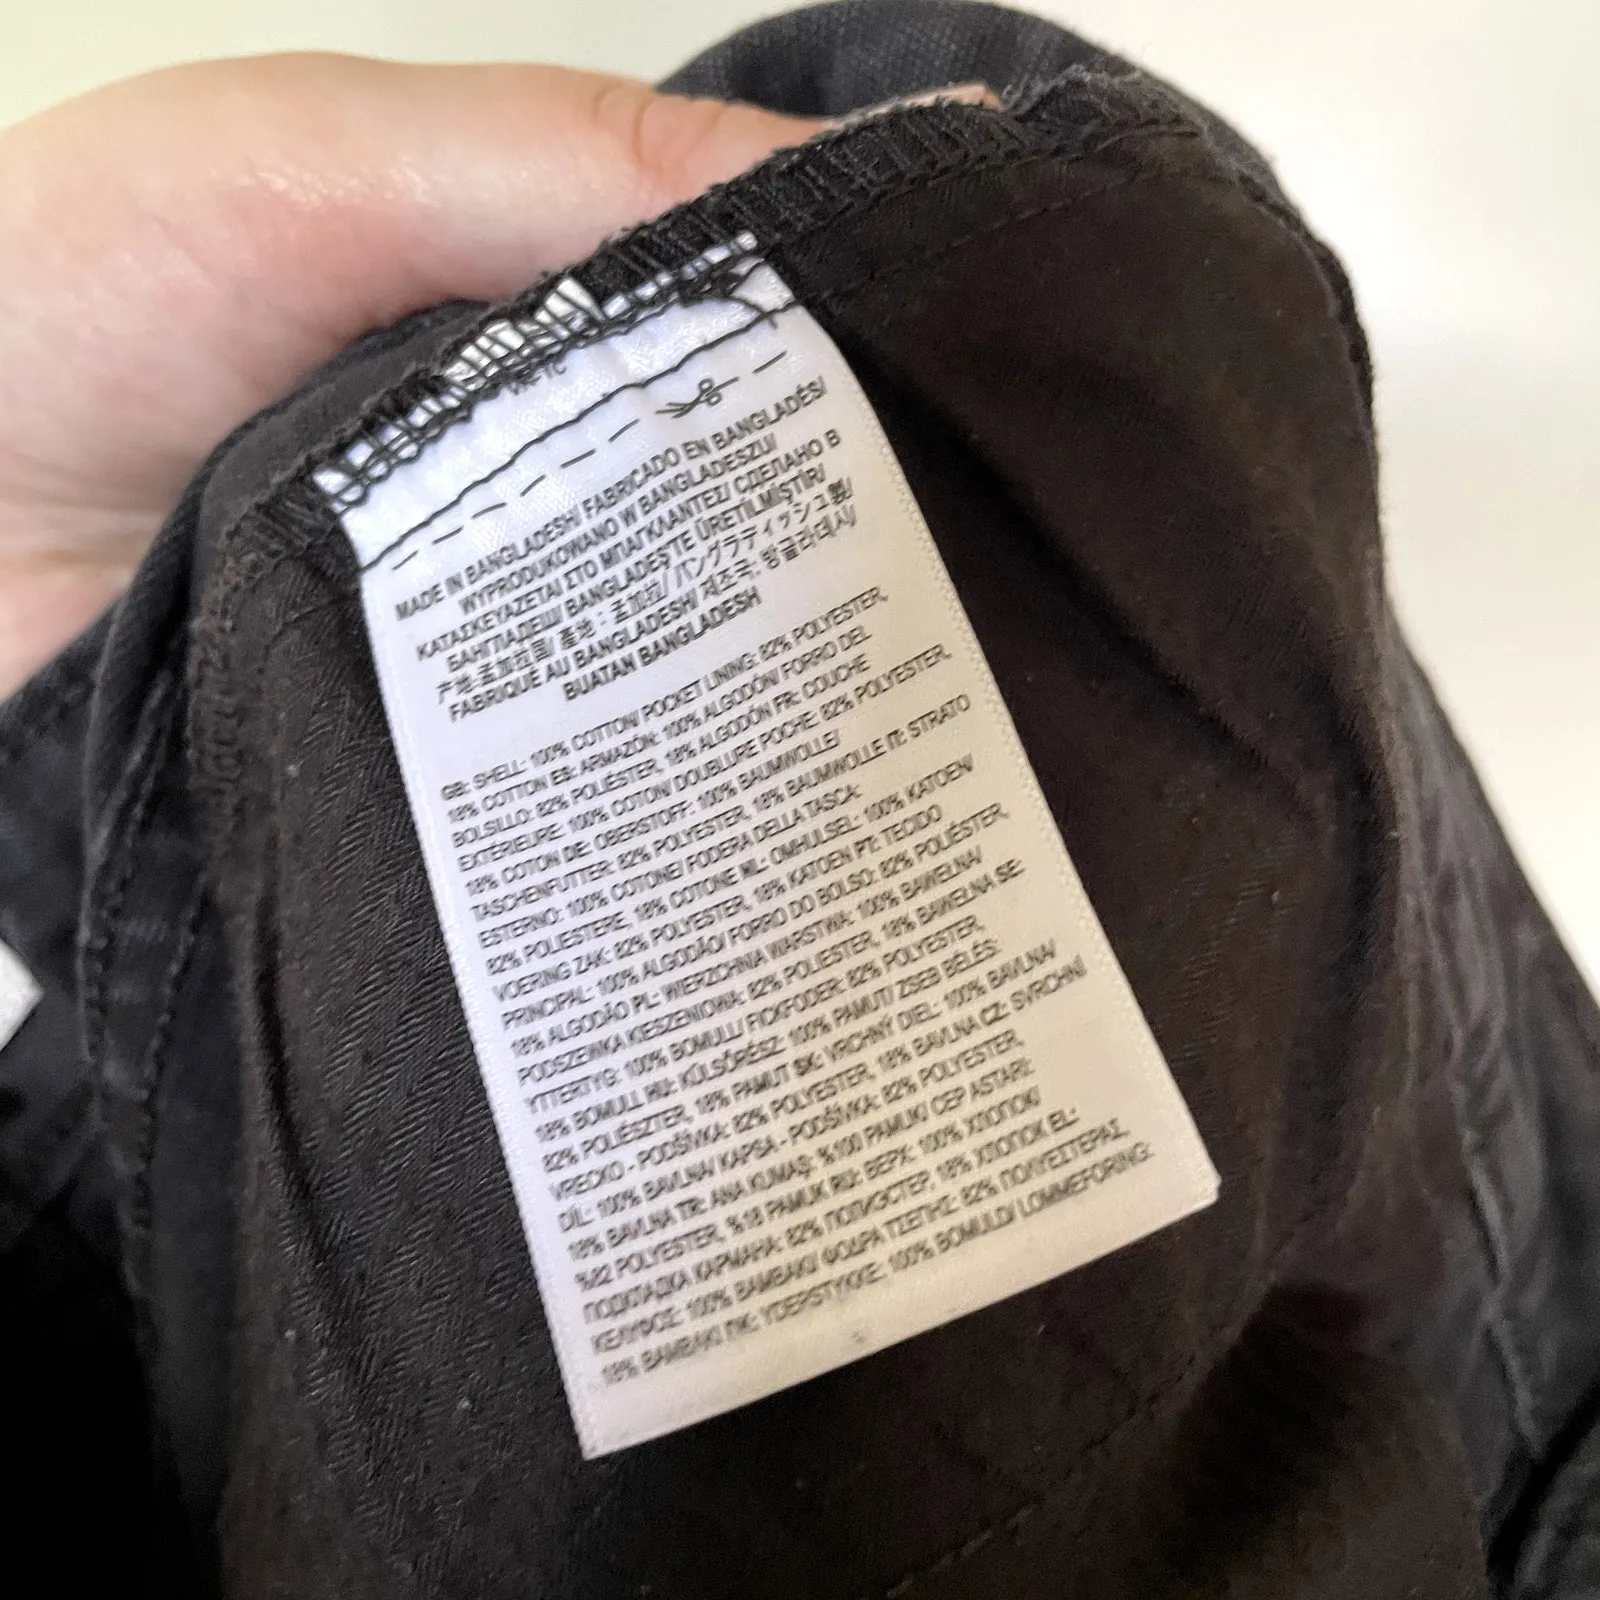 MADE IN BANGLADESH/ FABRICADO EN BANGLADÉS/
WYPRODUKOWANO W BANGLADESZU/
ΚΑΤΑΣΚΕΥΑΖΕΤΑΙ ΣΤΟ ΜΠΑΓΚΛΑΝΤΕΣ/ СДЕЛАНО В
БАНГЛАДЕШ/ BANGLADEŞ'TE ÜRETİLMİŞTİR/
产地:孟加拉国/ 產地:孟加拉/ バングラディッシュ製/
FABRIQUÉ AU BANGLADESH/ 제조국: 방글라데시/
BUATAN BANGLADESH
GB: SHELL: 100% COTTON/ POCKET LINING: 82% POLYESTER,
18% COTTON ES: ARMAZÓN: 100% ALGODÓN/ FORRO DEL
BOLSILLO: 82% POLIÉSTER, 18% ALGODÓN FR: COUCHE
EXTÉRIEURE: 100% COTON/ DOUBLURE POCHE: 82% POLYESTER,
18% COTON DE: OBERSTOFF: 100% BAUMWOLLE/
TASCHENFUTTER: 82% POLYESTER, 18% BAUMWOLLE IT: STRATO
ESTERNO: 100% COTONE/ FODERA DELLA TASCA:
82% POLIESTERE, 18% COTONE NL: OMHULSEL: 100% KATOEN/
VOERING ZAK: 82% POLYESTER, 18% KATOEN PT: TECIDO
PRINCIPAL: 100% ALGODÃO/ FORRO DO BOLSO: 82% POLIÉSTER,
18% ALGODÃO PL: WIERZCHNIA WARSTWA: 100% BAWEŁNA/
PODSZEWKA KIESZENIOWA: 82% POLIESTER, 18% BAWEŁNA SE:
YTTERTYG: 100% BOMULL/ FICKFODER: 82% POLYESTER,
18% BOMULL HU: KÜLSŐRÉSZ: 100% PAMUT/ ZSEB BÉLÉS:
82% POLIÉSZTER, 18% PAMUT SK: VRCHNÝ DIEL: 100% BAVLNA/
VRECKO - PODŠÍVKA: 82% POLYESTER, 18% BAVLNA CZ: SVRCHNÍ
DÍL: 100% BAVLNA/ KAPSA - PODŠÍVKA: 82% POLYESTER,
18% BAVLNA TR: ANA KUMAŞ: %100 PAMUK/ CEP ASTARI:
%82 POLYESTER, %18 PAMUK RU: ВЕРХ: 100% ХЛОПОК/
ПОДКЛАДКА КАРМАНА: 82% ПОЛИЭСТЕР, 18% ХЛОПОК EL:
ΚΕΛΥΦΟΣ: 100% ΒΑΜΒΑΚΙ/ ΦΟΔΡΑ ΤΣΕΠΗΣ: 82% ΠΟΛΥΕΣΤΕΡΑΣ,
18% ΒΑΜΒΑΚΙ ΠΚ: YDERSTYKKE: 100% BOMULD/ LOMMEFORING: